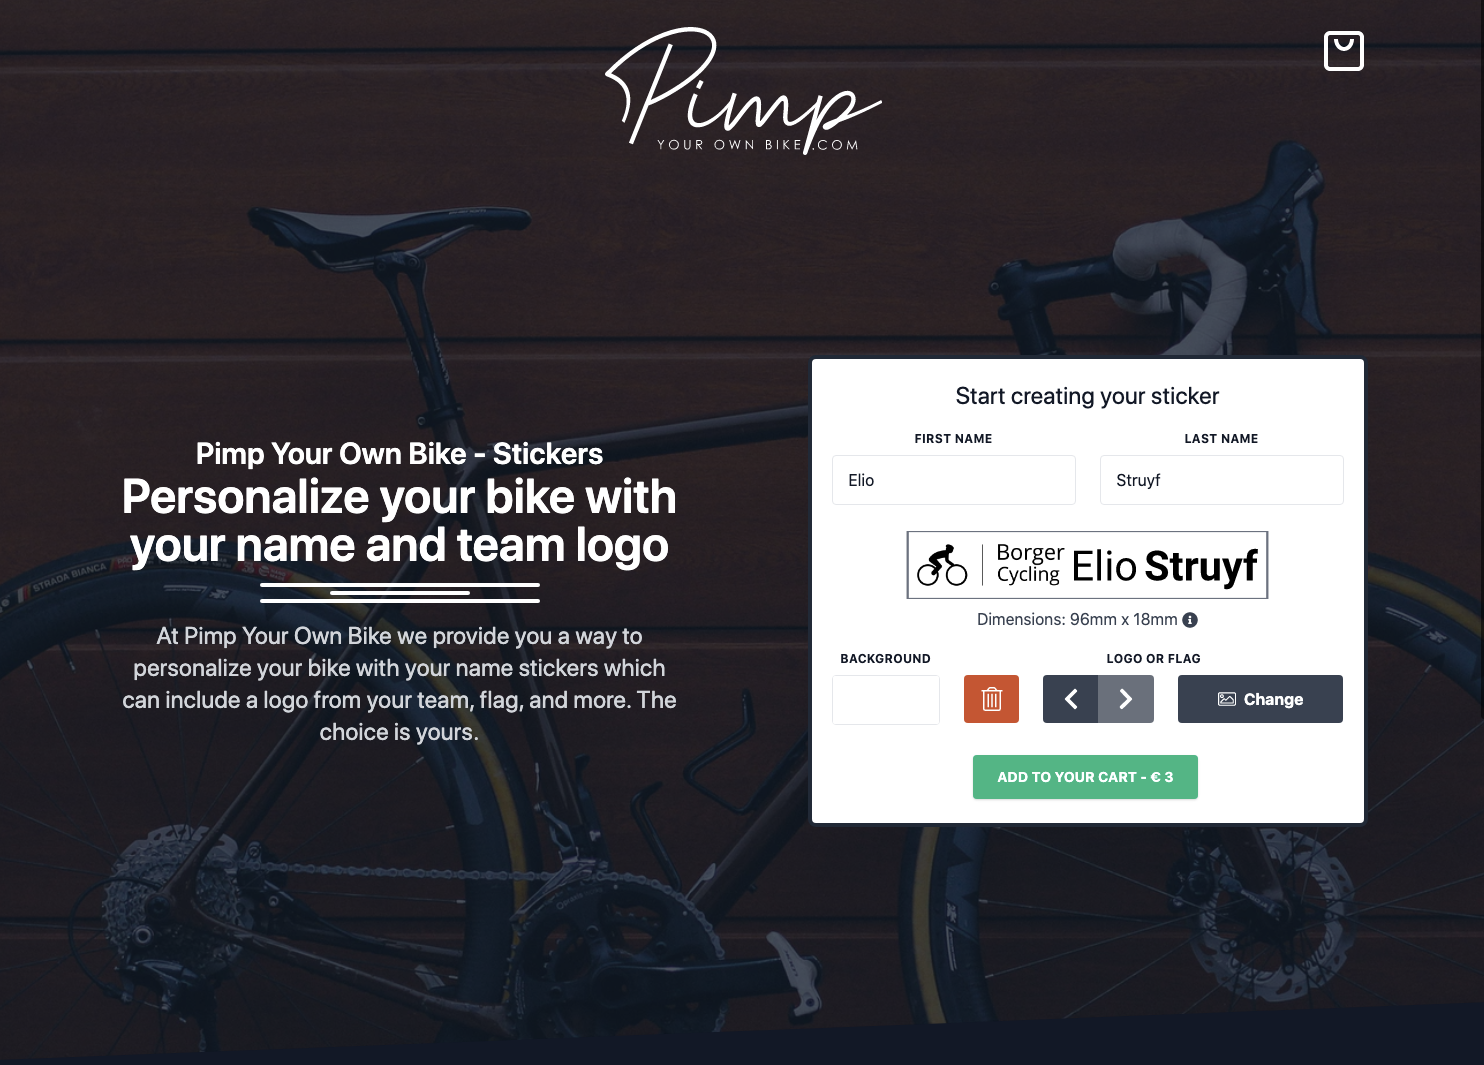 Pimp
YOUR OWN BIKE.COM
Pimp Your Own Bike - Stickers
Personalize your bike with
your name and team logo
At Pimp Your Own Bike we provide you a way to
personalize your bike with your name stickers which
can include a logo from your team, flag, and more. The
choice is yours.
STRADA BIANCA
Start creating your sticker
FIRST NAME
LAST NAME
Elio
Struyf
Borger
Cycling
Elio Struyf
Dimensions: 96mm x 18mm
BACKGROUND
LOGO OR FLAG
Change
ADD TO YOUR CART - € 3